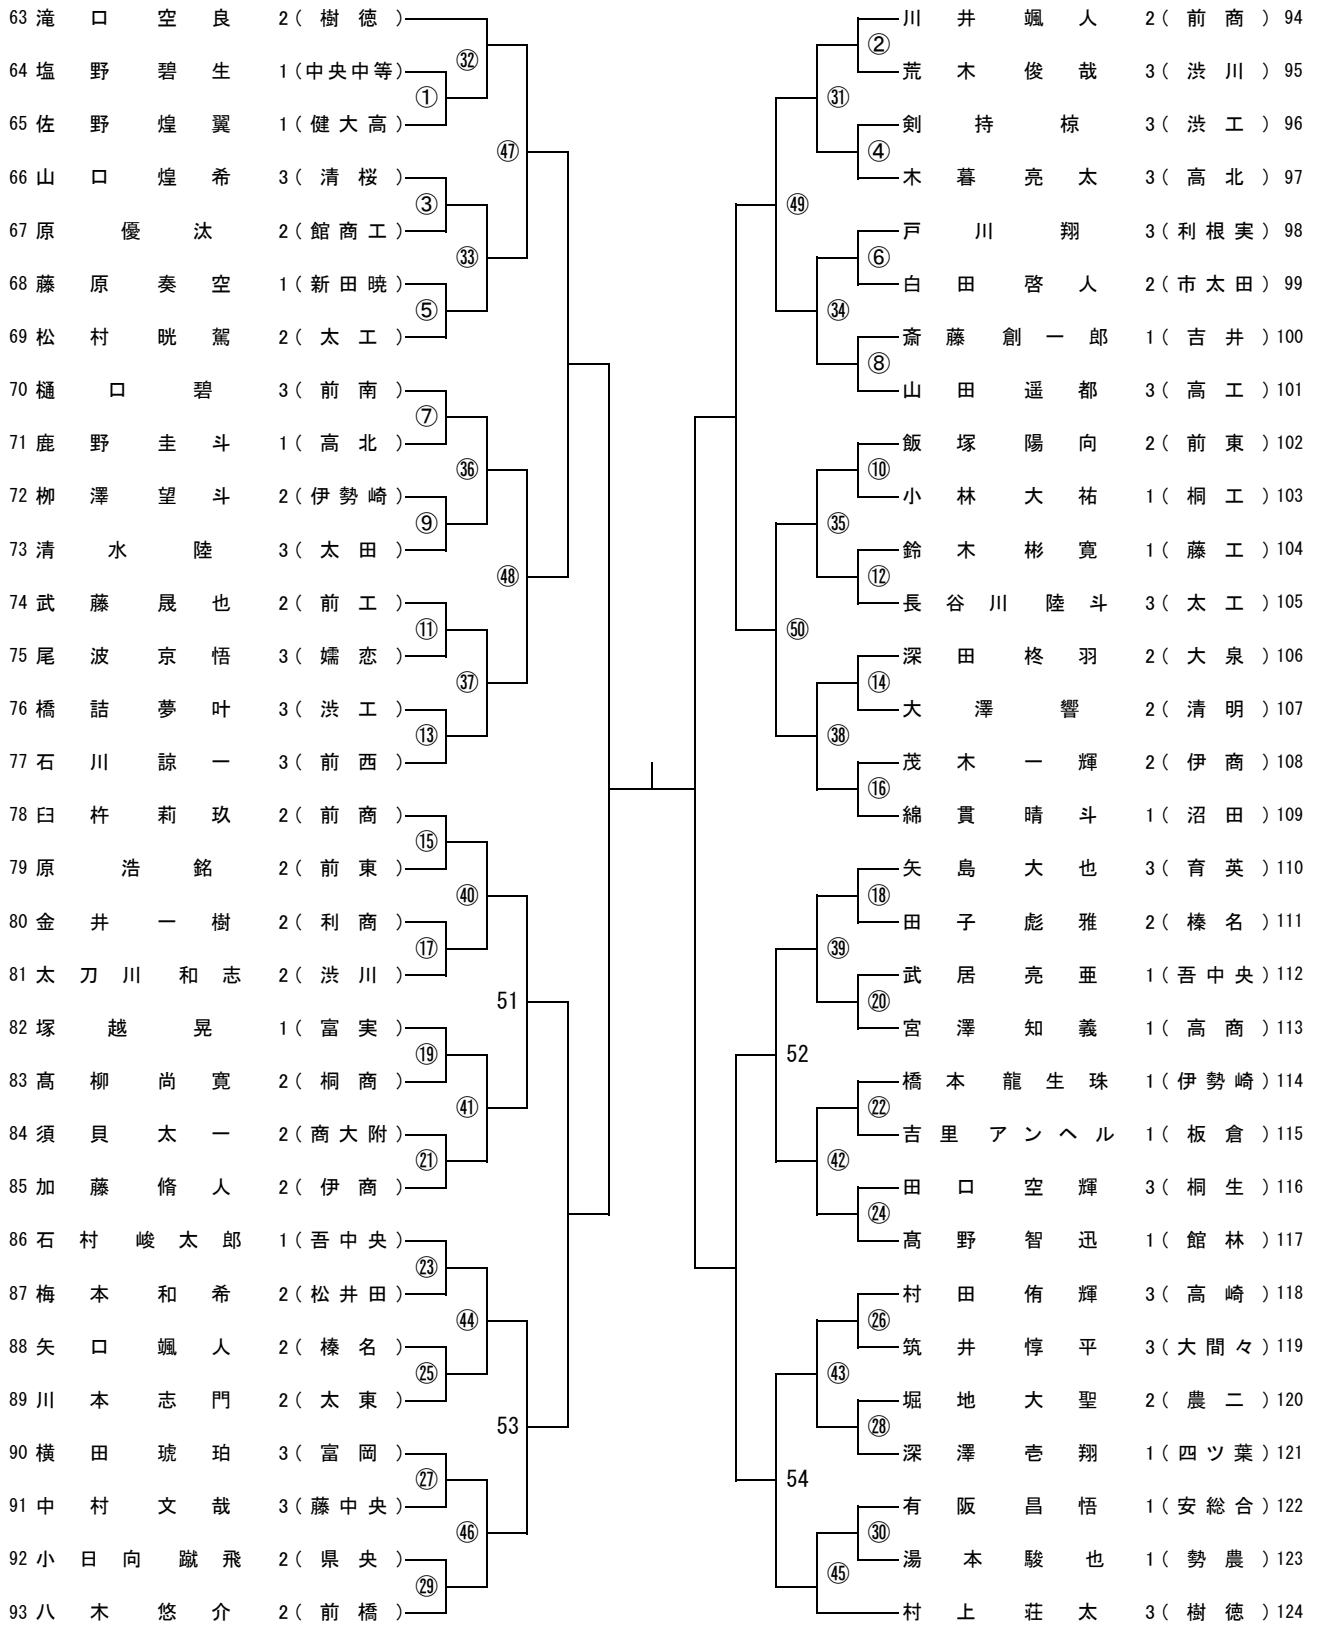 63 滝口空良 2(樹徳)
64 塩野碧生 1(中央中等)
65 佐野煌翼 1(健大高)
66 山口煌希 3(清桜)
67 原優汰 2(館商工)
68 藤原奏空 1(新田暁)
69 松村晄駕 2(太工)
70 樋口碧 3(前南)
71 鹿野圭斗 1(高北)
72 栁澤望斗 2(伊勢崎)
73 清水陸 3(太田)
74 武藤晟也 2(前工)
75 尾波京悟 3(嬬恋)
76 橋詰夢叶 3(渋工)
77 石川諒一 3(前西)
78 臼杵莉玖 2(前商)
79 原浩銘 2(前東)
80 金井一樹 2(利商)
81 太刀川和志 2(渋川)
82 塚越晃 1(富実)
83 髙柳尚寛 2(桐商)
84 須貝太一 2(商大附)
85 加藤脩人 2(伊商)
86 石村峻太郎 1(吾中央)
87 梅本和希 2(松井田)
88 矢口颯人 2(榛名)
89 川本志門 2(太東)
90 横田琥珀 3(富岡)
91 中村文哉 3(藤中央)
92 小日向蹴飛 2(県央)
93 八木悠介 2(前橋)
①
③
⑤
⑦
⑨
⑪
⑬
⑮
⑰
⑲
㉑
㉓
㉕
㉗
㉙
㉜
㉝
㊱
㊲
㊵
㊶
㊹
㊻
㊼
㊽
51
53
49
㊿
52
54
㉛
㉞
㉟
㊳
㊴
㊷
㊸
㊺
②
④
⑥
⑧
⑩
⑫
⑭
⑯
⑱
⑳
㉒
㉔
㉖
㉘
㉚
川井颯人 2(前商) 94
荒木俊哉 3(渋川) 95
剣持椋 3(渋工) 96
木暮亮太 3(高北) 97
戸川翔 3(利根実) 98
白田啓人 2(市太田) 99
斎藤創一郎 1(吉井) 100
山田遥都 3(高工) 101
飯塚陽向 2(前東) 102
小林大祐 1(桐工) 103
鈴木彬寛 1(藤工) 104
長谷川陸斗 3(太工) 105
深田柊羽 2(大泉) 106
大澤響 2(清明) 107
茂木一輝 2(伊商) 108
綿貫晴斗 1(沼田) 109
矢島大也 3(育英) 110
田子彪雅 2(榛名) 111
武居亮亜 1(吾中央) 112
宮澤知義 1(高商) 113
橋本龍生珠 1(伊勢崎) 114
吉里アンヘル 1(板倉) 115
田口空輝 3(桐生) 116
髙野智迅 1(館林) 117
村田侑輝 3(高崎) 118
筑井惇平 3(大間々) 119
堀地大聖 2(農二) 120
深澤壱翔 1(四ツ葉) 121
有阪昌悟 1(安総合) 122
湯本駿也 1(勢農) 123
村上荘太 3(樹徳) 124